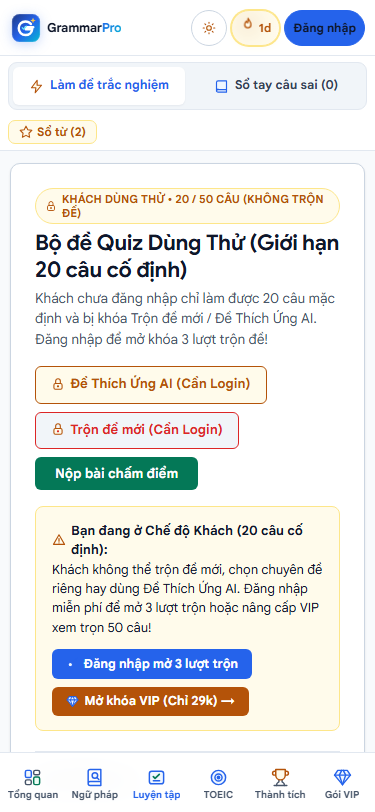 GrammarPro
1d
Đăng nhập
Làm đề trắc nghiệm
Sổ tay câu sai (0)
Sổ từ (2)
KHÁCH DÙNG THỬ • 20 / 50 CÂU (KHÔNG TRỘN
ĐỀ)
Bộ đề Quiz Dùng Thử (Giới hạn
20 câu cố định)
Khách chưa đăng nhập chỉ làm được 20 câu mặc
định và bị khóa Trộn đề mới / Đề Thích Ứng AI.
Đăng nhập để mở khóa 3 lượt trộn đề!
Đề Thích Ứng AI (Cần Login)
Trộn đề mới (Cần Login)
Nộp bài chấm điểm
Bạn đang ở Chế độ Khách (20 câu cố
định):
Khách không thể trộn đề mới, chọn chuyên đề
riêng hay dùng Đề Thích Ứng AI. Đăng nhập
miễn phí để mở 3 lượt trộn hoặc nâng cấp VIP
xem trọn 50 câu!
• Đăng nhập mở 3 lượt trộn
Mở khóa VIP (Chỉ 29k) →
Tổng quan
Ngữ pháp
Luyện tập
TOEIC
Thành tích
Gói VIP